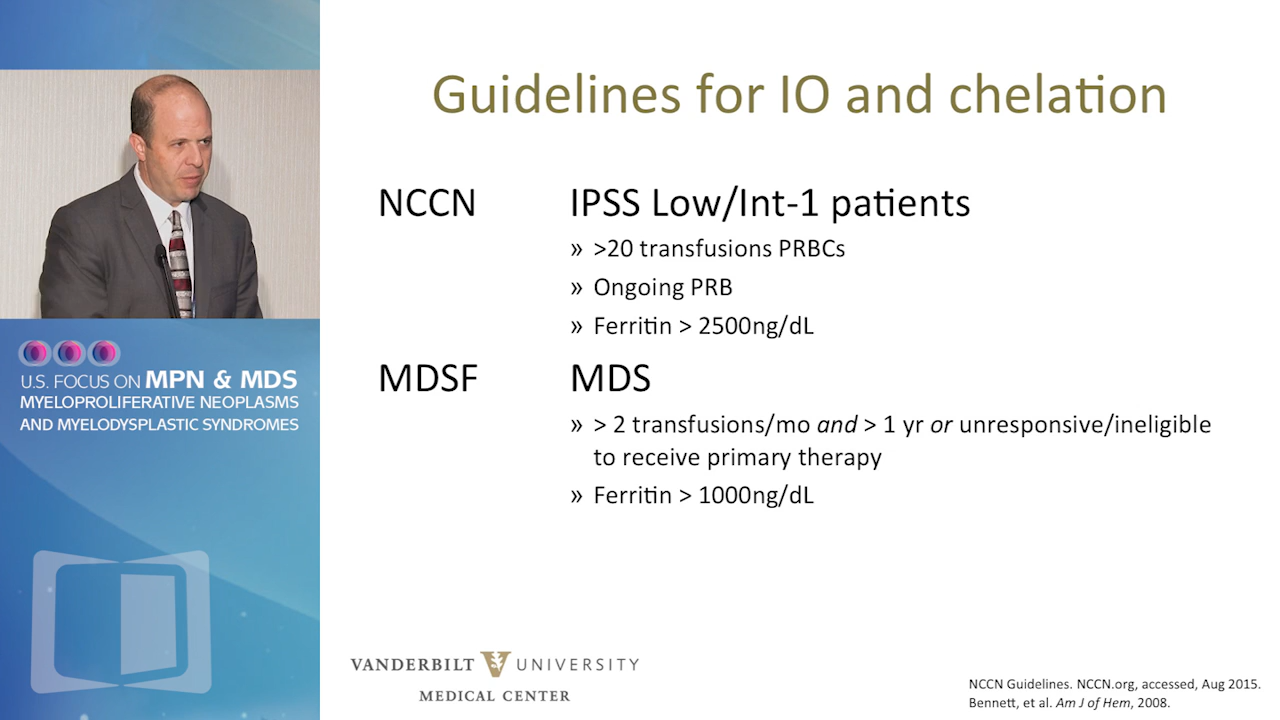 Guidelines for IO and chelation
NCCN
IPSS Low/Int-1 patients
» >20 transfusions PRBCs
» Ongoing PRB
» Ferritin > 2500ng/dL
MDSF
MDS
» > 2 transfusions/mo and > 1 yr or unresponsive/ineligible
to receive primary therapy
» Ferritin > 1000ng/dL
U.S. FOCUS ON MPN & MDS
MYELOPROLIFERATIVE NEOPLASMS
AND MYELODYSPLASTIC SYNDROMES
VANDERBILT UNIVERSITY
MEDICAL CENTER
NCCN Guidelines. NCCN.org, accessed, Aug 2015.
Bennett, et al. Am J of Hem, 2008.